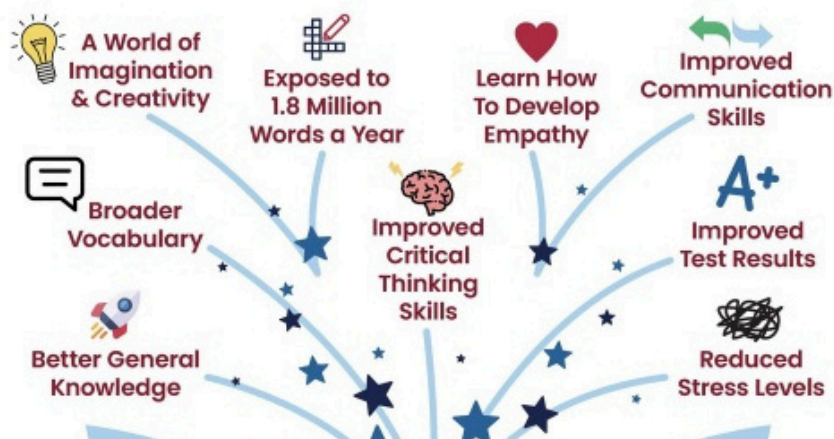 A World of
Imagination
& Creativity
Exposed to
1.8 Million
Words a Year
Learn How
To Develop
Empathy
Improved
Communication
Skills
Broader
Vocabulary
Improved
Critical
Thinking
Skills
A+
Improved
Test Results
Better General
Knowledge
Reduced
Stress Levels